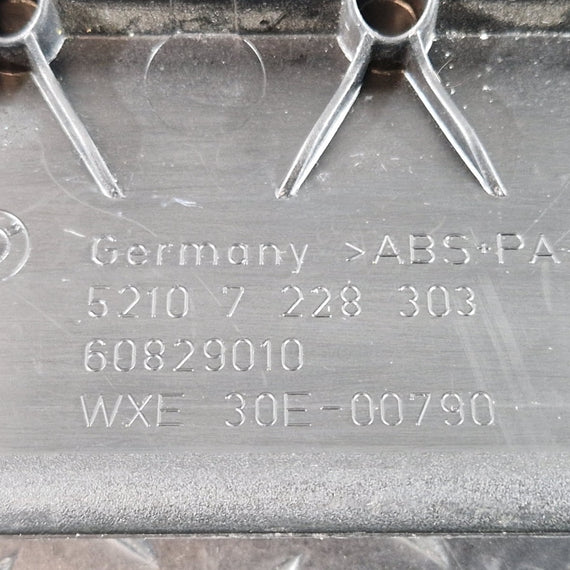 Germany >ABS+PA+
5210 7 228 303
60829010
WXE 30E-00790